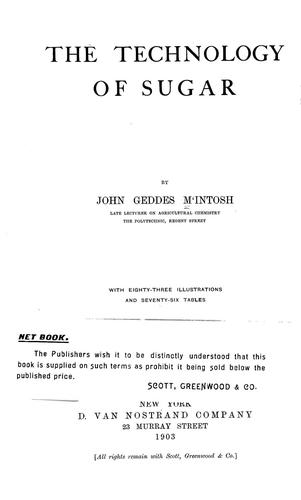 THE TECHNOLOGY
OF SUGAR
BY
JOHN GEDDES M'INTOSH
LATE LECTURER ON AGRICULTURAL CHEMISTRY
THE POLYTECHNIC, REGENT STREET
WITH EIGHTY-THREE ILLUSTRATIONS
AND SEVENTY-SIX TABLES
NET BOOK.
The Publishers wish it to be distinctly understood that this
book is supplied on such terms as prohibit it being sold below the
published price.
SCOTT, GREENWOOD & CO.
NEW YORK
D. VAN NOSTRAND COMPANY
23 MURRAY STREET
1903
[All rights remain with Scott, Greenwood & Co.]